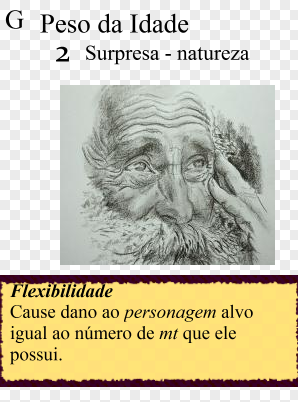 G Peso da Idade
2 Surpresa - natureza
Flexibilidade
Cause dano ao personagem alvo
igual ao número de mt que ele
possui.